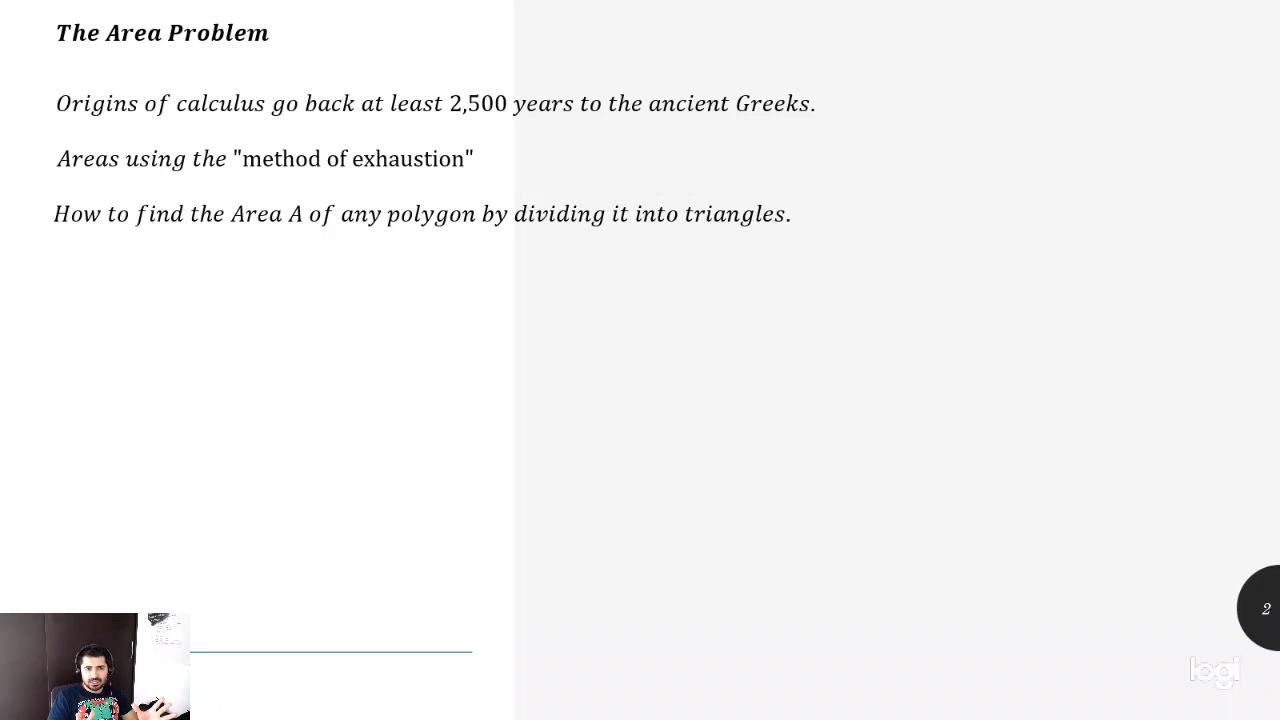 The Area Problem
Origins of calculus go back at least 2,500 years to the ancient Greeks.
Areas using the "method of exhaustion"
How to find the Area A of any polygon by dividing it into triangles.
2
logi